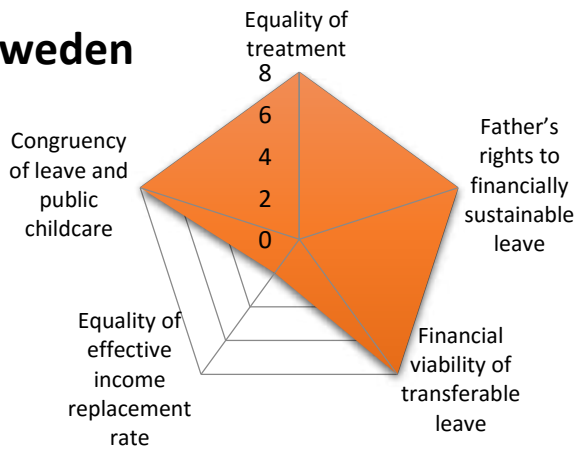 weden
Equality of
treatment
8
6
4
2
0
Father's
rights to
financially
sustainable
leave
Financial
viability of
transferable
leave
Equality of
effective
income
replacement
rate
Congruency
of leave and
public
childcare